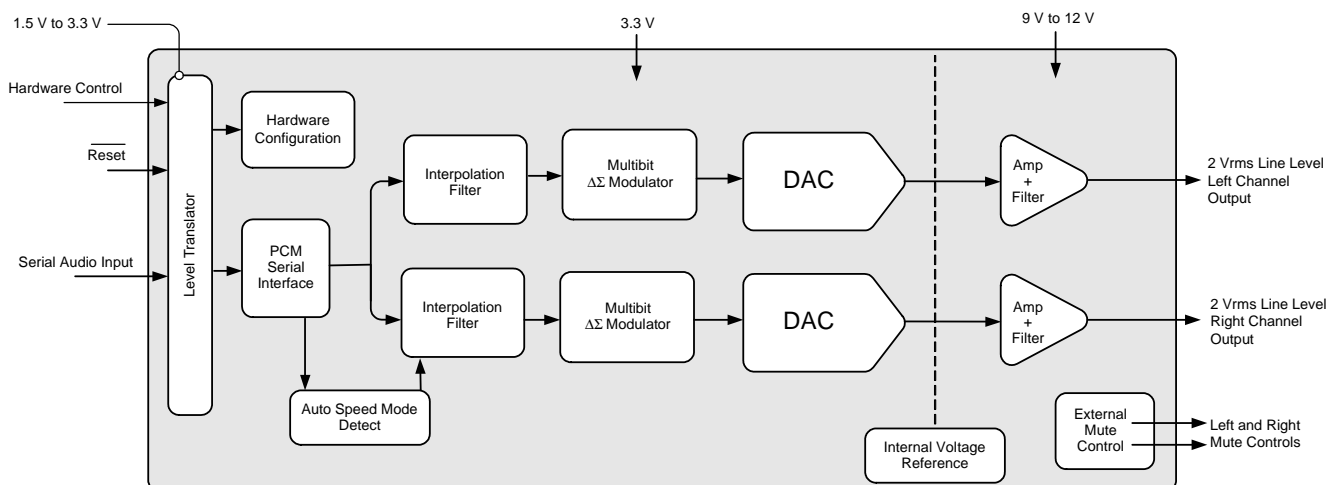 1.5 V to 3.3 V
3.3 V
9 V to 12 V
Hardware Control
Reset
Serial Audio Input
Level Translator
Hardware
Configuration
PCM
Serial
Interface
Auto Speed Mode
Detect
Interpolation
Filter
Multibit
ΔΣ Modulator
DAC
Amp
+
Filter
2 Vrms Line Level
Left Channel
Output
Interpolation
Filter
Multibit
ΔΣ Modulator
DAC
Amp
+
Filter
2 Vrms Line Level
Right Channel
Output
Internal Voltage
Reference
External
Mute
Control
Left and Right
Mute Controls